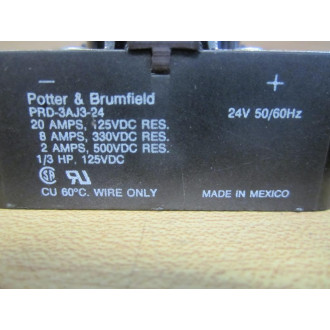 − +
Potter & Brumfield
PRD-3AJ3-24 24V 50/60Hz
20 AMPS, 125VDC RES.
8 AMPS, 330VDC RES.
2 AMPS, 500VDC RES.
1/3 HP, 125VDC
CU 60°C. WIRE ONLY MADE IN MEXICO